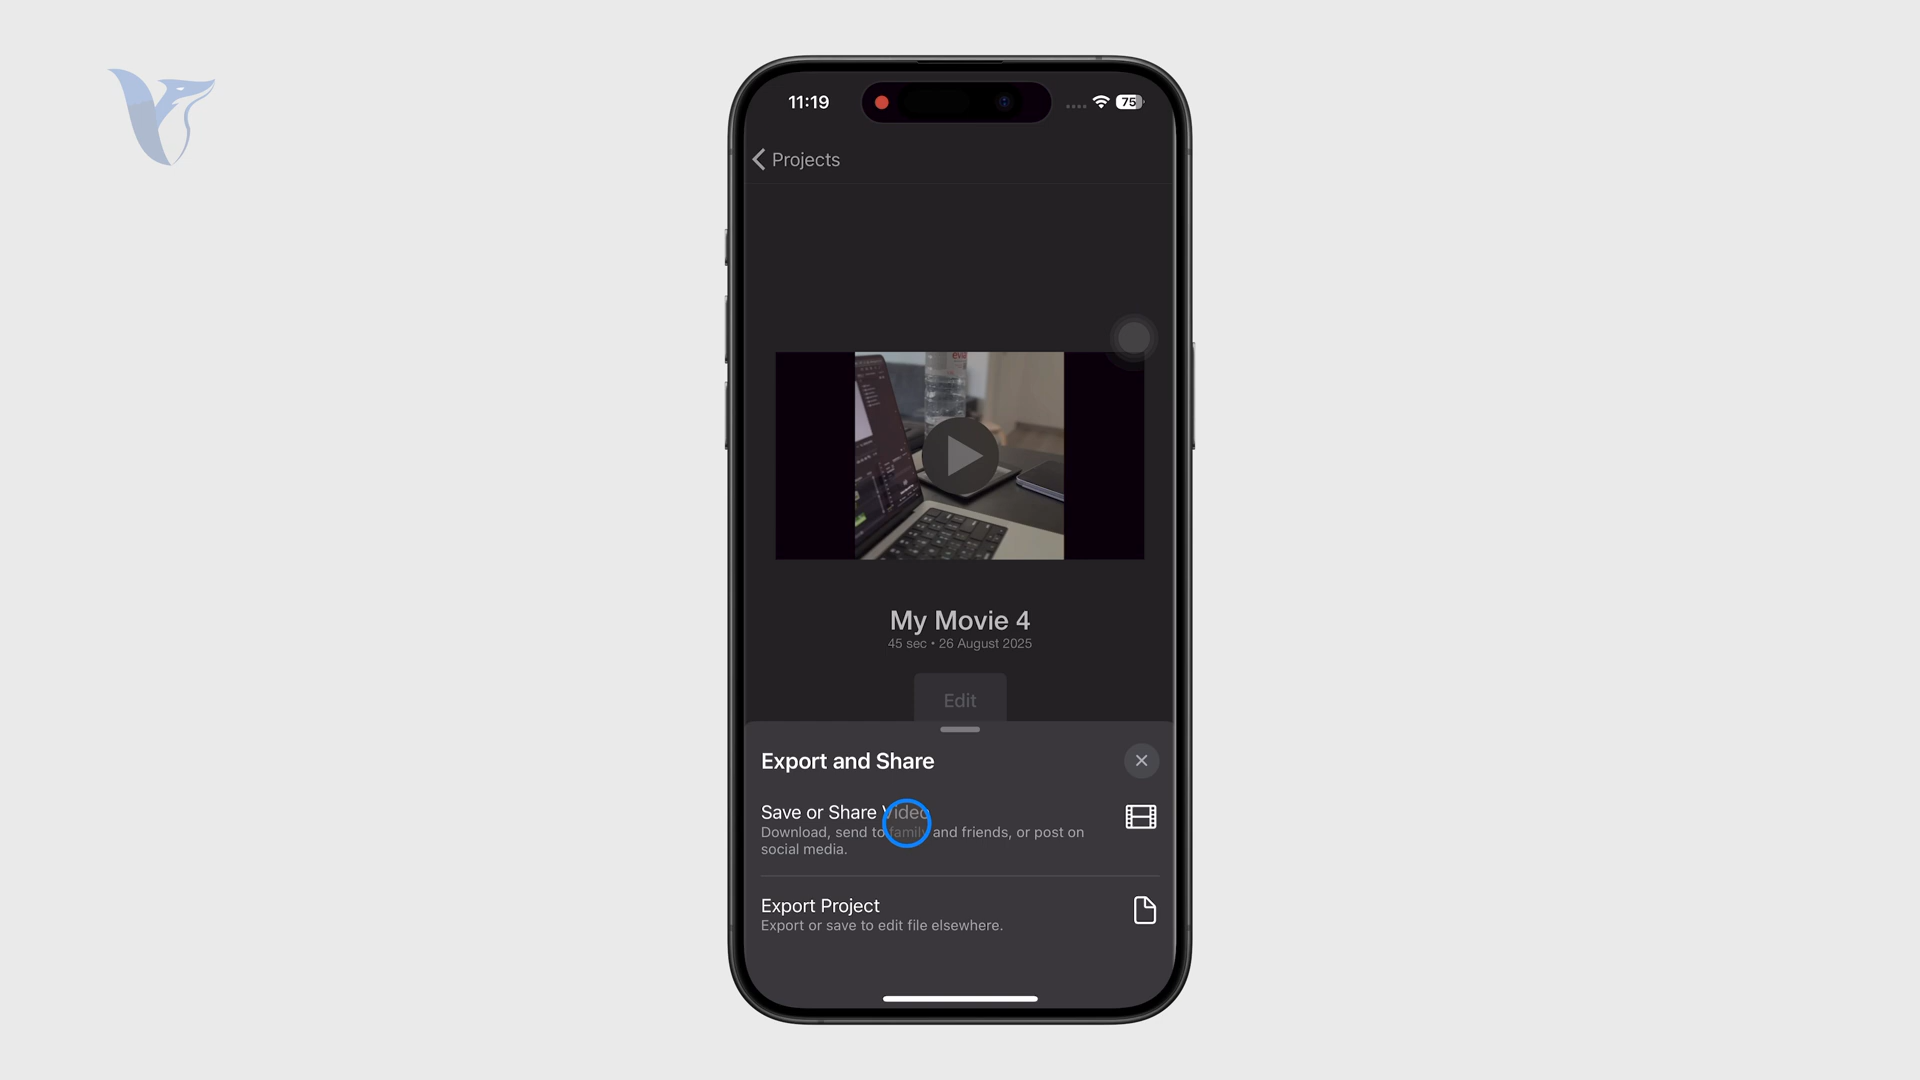 11:19
75
Projects
My Movie 4
45 sec • 26 August 2025
Edit
Export and Share
Save or Share Video
Download, send to family and friends, or post on
social media.
Export Project
Export or save to edit file elsewhere.